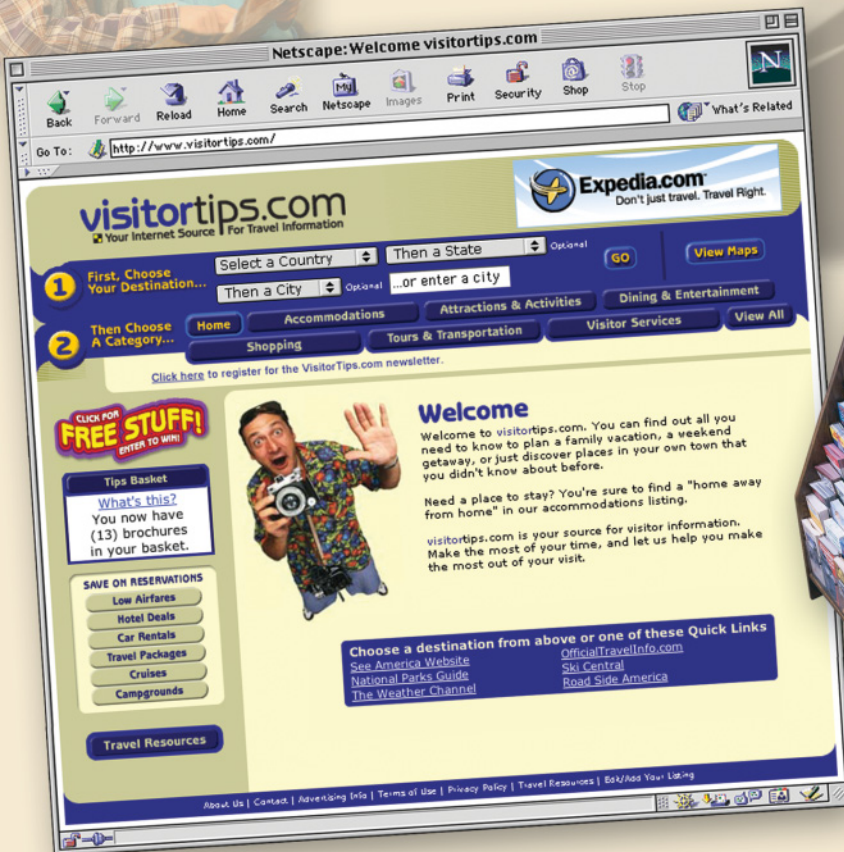 Netscape: Welcome visitortips.com
Back Forward Reload Home Search Netscape Images Print Security Shop Stop
My
N
Go To: http://www.visitortips.com/ What's Related
visitortips.com
Your Internet Source For Travel Information
Expedia.com
Don't just travel. Travel Right.
1 First, Choose
Your Destination...
Select a Country Then a State Optional
Then a City Optional ...or enter a city
GO View Maps
2 Then Choose
A Category...
Home Accommodations Attractions & Activities Dining & Entertainment
Shopping Tours & Transportation Visitor Services View All
Click here to register for the VisitorTips.com newsletter.
CLICK FOR
FREE STUFF!
ENTER TO WIN!
Tips Basket
What's this?
You now have
(13) brochures
in your basket.
SAVE ON RESERVATIONS
Low Airfares
Hotel Deals
Car Rentals
Travel Packages
Cruises
Campgrounds
Travel Resources
Welcome
Welcome to visitortips.com. You can find out all you
need to know to plan a family vacation, a weekend
getaway, or just discover places in your own town that
you didn't know about before.
Need a place to stay? You're sure to find a "home away
from home" in our accommodations listing.
visitortips.com is your source for visitor information.
Make the most of your time, and let us help you make
the most out of your visit.
Choose a destination from above or one of these Quick Links
See America Website OfficialTravelInfo.com
National Parks Guide Ski Central
The Weather Channel Road Side America
About Us | Contact | Advertising Info | Terms of Use | Privacy Policy | Travel Resources | Edit/Add Your Listing